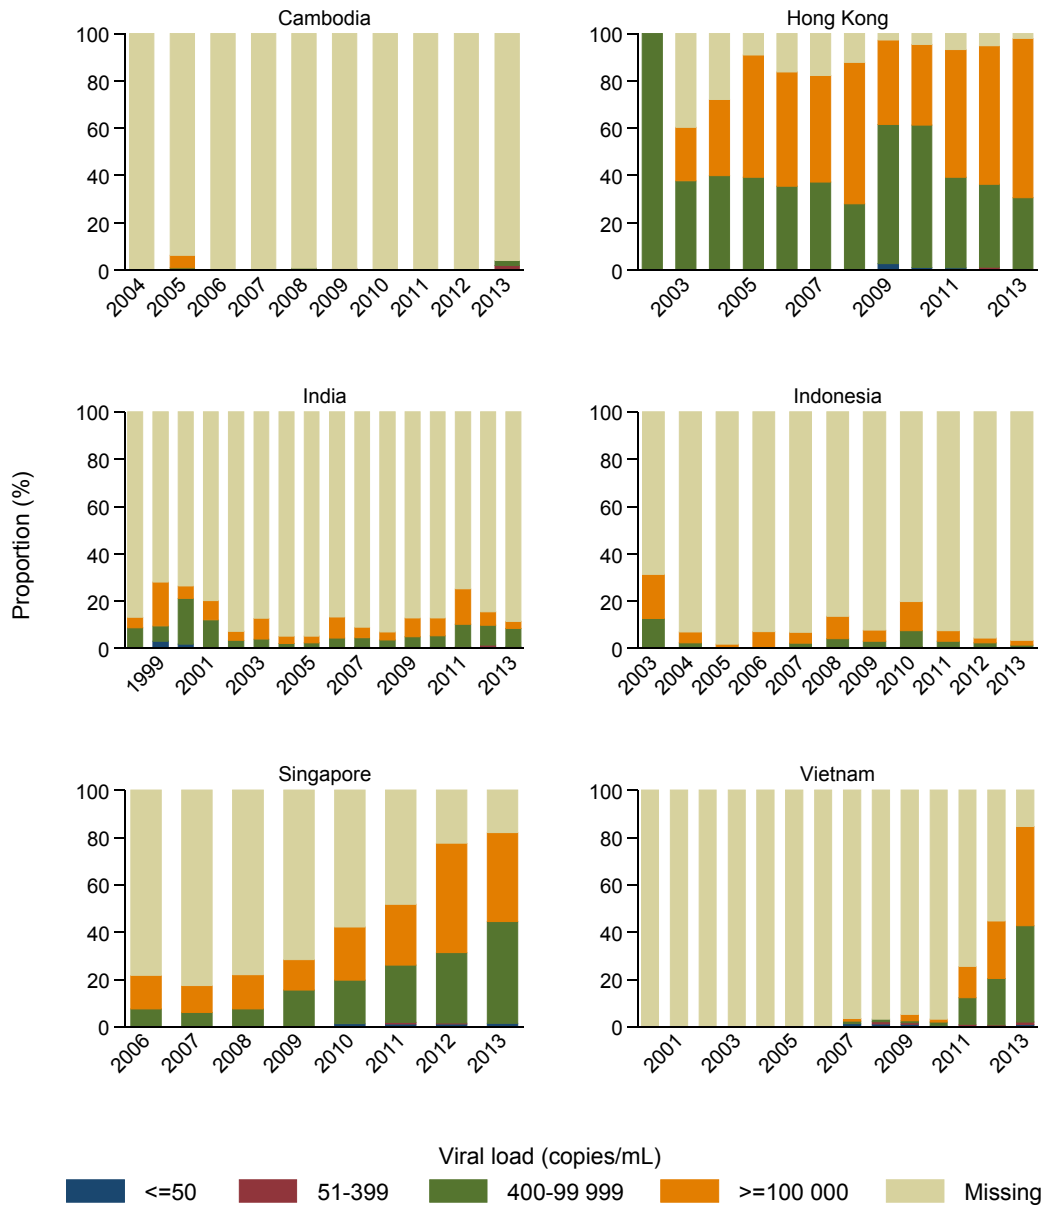 Cambodia
Hong Kong
100
80
60
40
20
0
2004 2005 2006 2007 2008 2009 2010 2011 2012 2013
100
80
60
40
20
0
2003 2005 2007 2009 2011 2013
India
Indonesia
Proportion (%)
100
80
60
40
20
0
1999 2001 2003 2005 2007 2009 2011 2013
100
80
60
40
20
0
2003 2004 2005 2006 2007 2008 2009 2010 2011 2012 2013
Singapore
Vietnam
100
80
60
40
20
0
2006 2007 2008 2009 2010 2011 2012 2013
100
80
60
40
20
0
2001 2003 2005 2007 2009 2011 2013
Viral load (copies/mL)
<=50 51-399 400-99 999 >=100 000 Missing